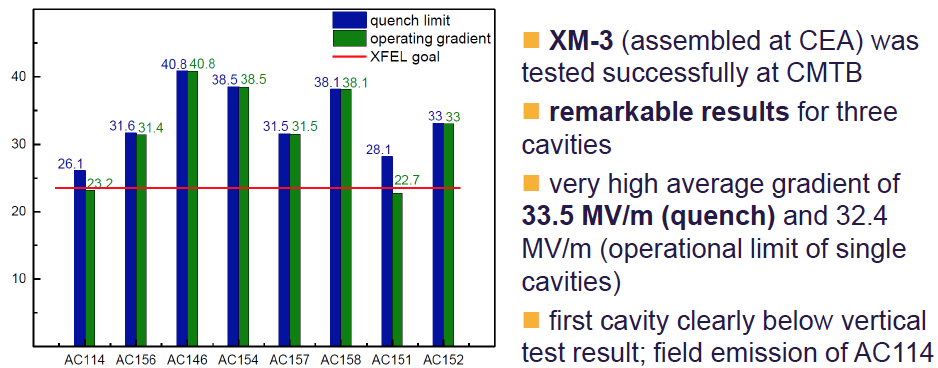 quench limit
operating gradient
XFEL goal
40
30
20
10
26.1
23.2
31.6
31.4
40.8
40.8
38.5
38.5
31.5
31.5
38.1
38.1
28.1
22.7
33
33
AC114 AC156 AC146 AC154 AC157 AC158 AC151 AC152
XM-3 (assembled at CEA) was
tested successfully at CMTB
remarkable results for three
cavities
very high average gradient of
33.5 MV/m (quench) and 32.4
MV/m (operational limit of single
cavities)
first cavity clearly below vertical
test result; field emission of AC114